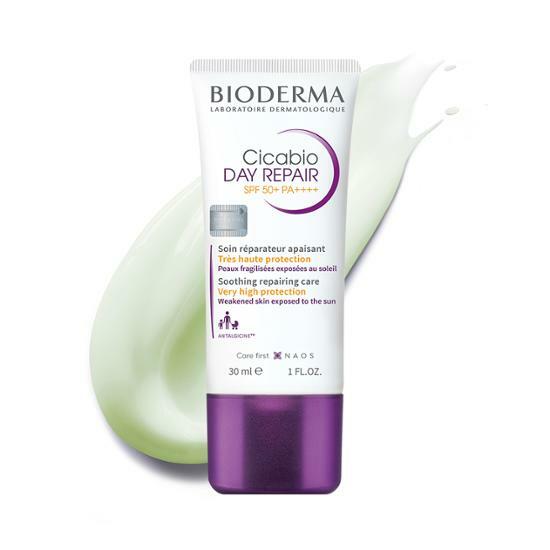 BIODERMA
LABORATOIRE DERMATOLOGIQUE
Cicabio
DAY REPAIR
SPF 50+ PA++++
Soin réparateur apaisant
Très haute protection
Peaux fragilisées exposées au soleil
Soothing repairing care
Very high protection
Weakened skin exposed to the sun
ANTALGICINE™
Care first NAOS
30 ml ℮ 1 FL.OZ.